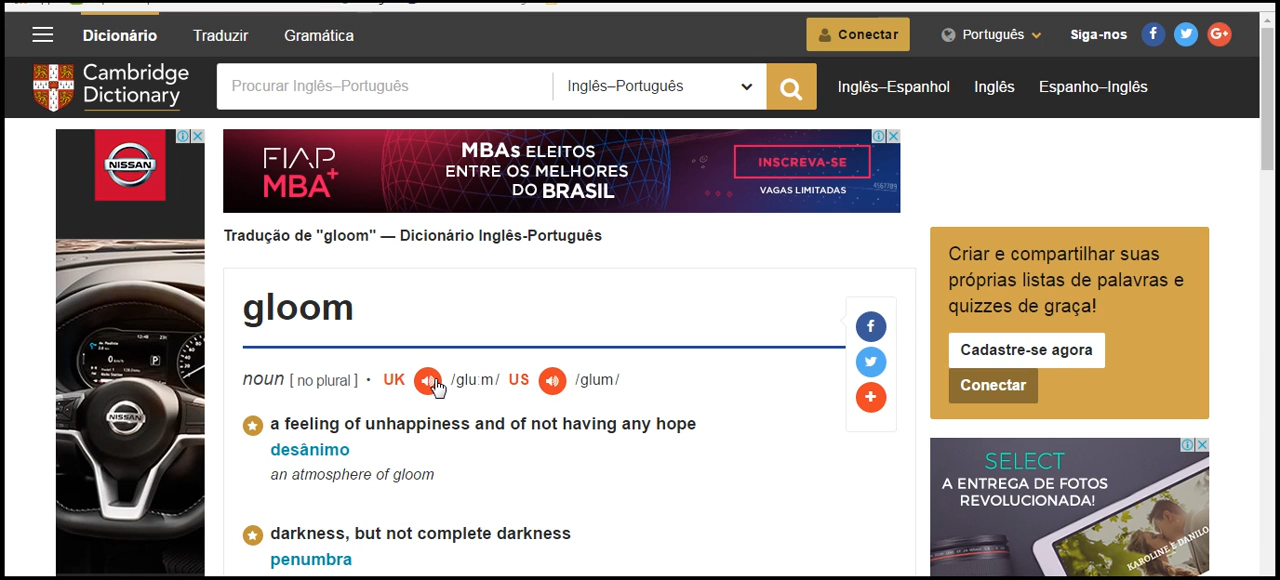 Dicionário
Traduzir
Gramática
Conectar
Português
Siga-nos
f
G+
Cambridge
Dictionary
Procurar Inglês–Português
Inglês–Português
Inglês–Espanhol
Inglês
Espanho–Inglês
NISSAN
NISSAN
P
FIAP
MBA+
MBAs ELEITOS
ENTRE OS MELHORES
DO BRASIL
INSCREVA-SE
VAGAS LIMITADAS
4567789
Tradução de "gloom" — Dicionário Inglês-Português
gloom
noun [ no plural ] • UK /gluːm/ US /glum/
a feeling of unhappiness and of not having any hope
desânimo
an atmosphere of gloom
darkness, but not complete darkness
penumbra
f
+
Criar e compartilhar suas
próprias listas de palavras e
quizzes de graça!
Cadastre-se agora
Conectar
SELECT
A ENTREGA DE FOTOS
REVOLUCIONADA!
KAROLINE E DANILO